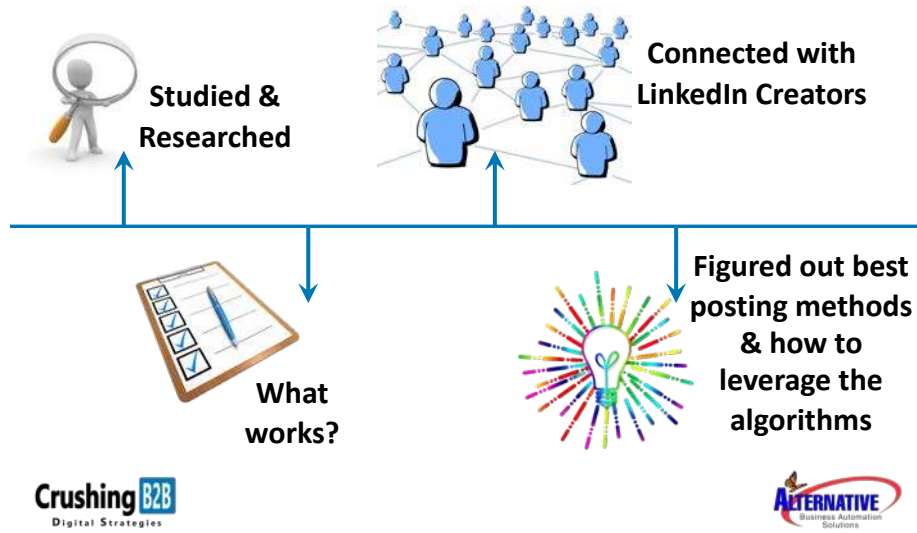 Studied &
Researched
Connected with
LinkedIn Creators
What
works?
Figured out best
posting methods
& how to
leverage the
algorithms
Crushing B2B
Digital Strategies
ALTERNATIVE
Business Automation
Solutions